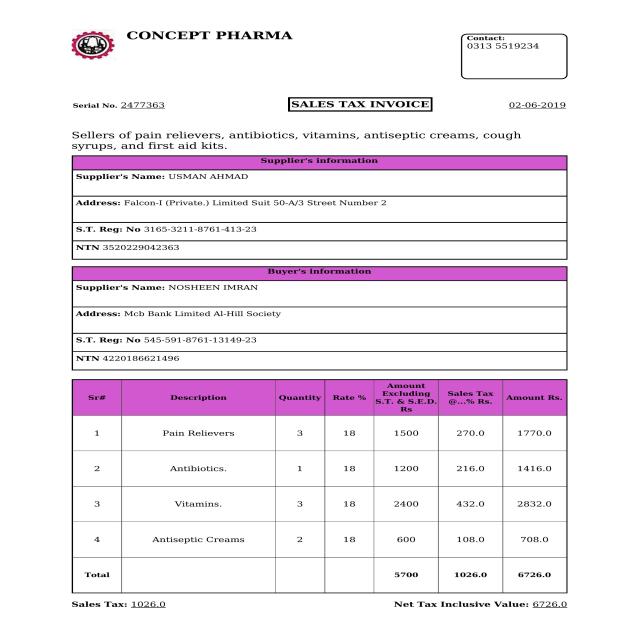 CONCEPT PHARMA
Contact:
0313 5519234
Serial No. 2477363
SALES TAX INVOICE
02-06-2019
Sellers of pain relievers, antibiotics, vitamins, antiseptic creams, cough
syrups, and first aid kits.
Supplier's information
Supplier's Name: USMAN AHMAD
Address: Falcon-I (Private.) Limited Suit 50-A/3 Street Number 2
S.T. Reg: No 3165-3211-8761-413-23
NTN 3520229042363
Buyer's information
Supplier's Name: NOSHEEN IMRAN
Address: Mcb Bank Limited Al-Hill Society
S.T. Reg: No 545-591-8761-13149-23
NTN 4220186621496
Sr# Description Quantity Rate % Amount Excluding S.T. & S.E.D. Rs Sales Tax @...% Rs. Amount Rs.
1 Pain Relievers 3 18 1500 270.0 1770.0
2 Antibiotics. 1 18 1200 216.0 1416.0
3 Vitamins. 3 18 2400 432.0 2832.0
4 Antiseptic Creams 2 18 600 108.0 708.0
Total 5700 1026.0 6726.0
Sales Tax: 1026.0 Net Tax Inclusive Value: 6726.0